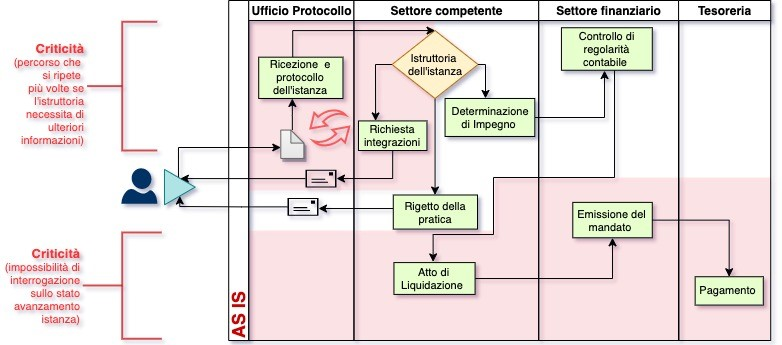 Ufficio Protocollo
Settore competente
Settore finanziario
Tesoreria
Criticità
(percorso che
si ripete
più volte se
l'istruttoria
necessita di
ulteriori
informazioni)
Ricezione e
protocollo
dell'istanza
Istruttoria
dell'istanza
Controllo di
regolarità
contabile
Richiesta
integrazioni
Determinazione
di Impegno
Rigetto della
pratica
Emissione del
mandato
Criticità
(impossibilità di
interrogazione
sullo stato
avanzamento
istanza)
Atto di
Liquidazione
Pagamento
AS IS